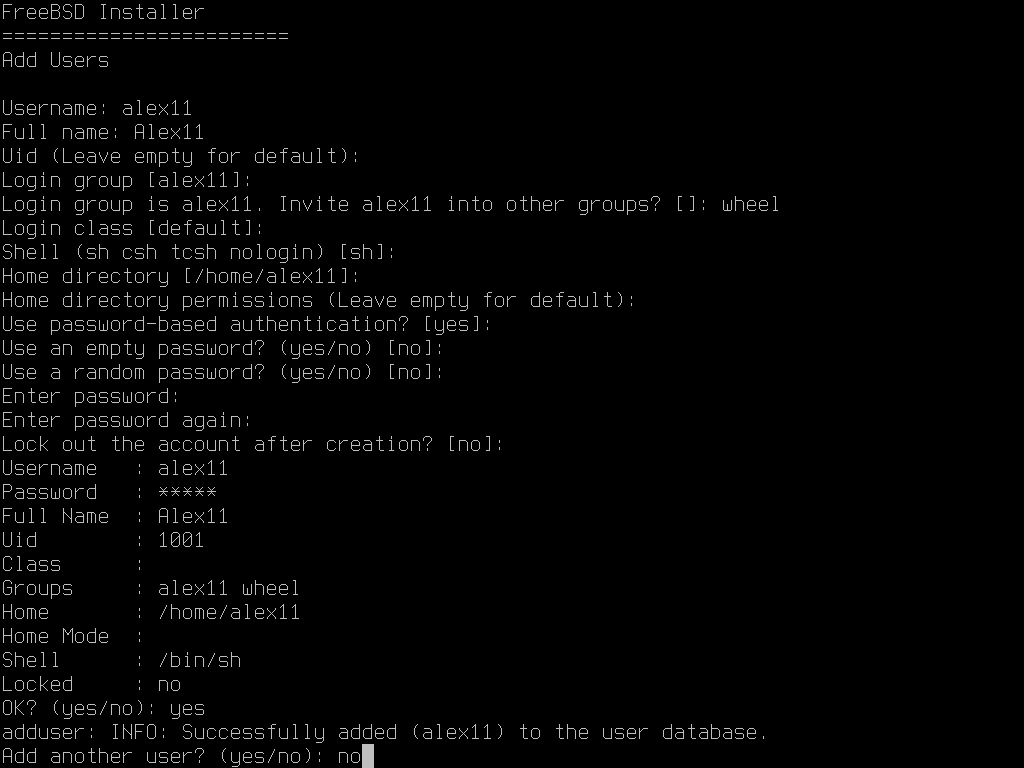 FreeBSD Installer
========================
Add Users

Username: alex11
Full name: Alex11
Uid (Leave empty for default):
Login group [alex11]:
Login group is alex11. Invite alex11 into other groups? []: wheel
Login class [default]:
Shell (sh csh tcsh nologin) [sh]:
Home directory [/home/alex11]:
Home directory permissions (Leave empty for default):
Use password-based authentication? [yes]:
Use an empty password? (yes/no) [no]:
Use a random password? (yes/no) [no]:
Enter password:
Enter password again:
Lock out the account after creation? [no]:
Username   : alex11
Password   : *****
Full Name  : Alex11
Uid        : 1001
Class      :
Groups     : alex11 wheel
Home       : /home/alex11
Home Mode  :
Shell      : /bin/sh
Locked     : no
OK? (yes/no): yes
adduser: INFO: Successfully added (alex11) to the user database.
Add another user? (yes/no): no